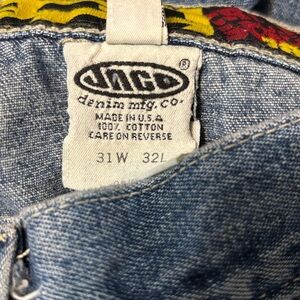 JNCO ®
denim mfg. co.
MADE IN U.S.A
100% COTTON
CARE ON REVERSE
31W 32L